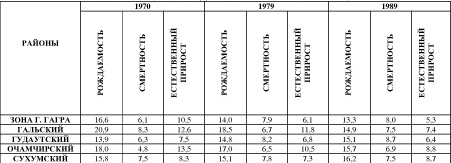 1970 1979 1989
РАЙОНЫ РОЖДАЕМОСТЬ СМЕРТНОСТЬ ЕСТЕСТВЕННЫЙ ПРИРОСТ РОЖДАЕМОСТЬ СМЕРТНОСТЬ ЕСТЕСТВЕННЫЙ ПРИРОСТ РОЖДАЕМОСТЬ СМЕРТНОСТЬ ЕСТЕСТВЕННЫЙ ПРИРОСТ
ЗОНА Г. ГАГРА 16,6 6,1 10,5 14,0 7,9 6,1 13,3 8,0 5,3
ГАЛЬСКИЙ 20,9 8,3 12,6 18,5 6,7 11,8 14,9 7,5 7,4
ГУДАУТСКИЙ 13,9 6,3 7,5 14,8 8,2 6,8 15,1 8,7 6,4
ОЧАМЧИРСКИЙ 18,0 4,8 13,5 17,0 6,5 10,5 15,7 6,9 8,8
СУХУМСКИЙ 15,8 7,5 8,3 15,1 7,8 7,3 16,2 7,5 8,7